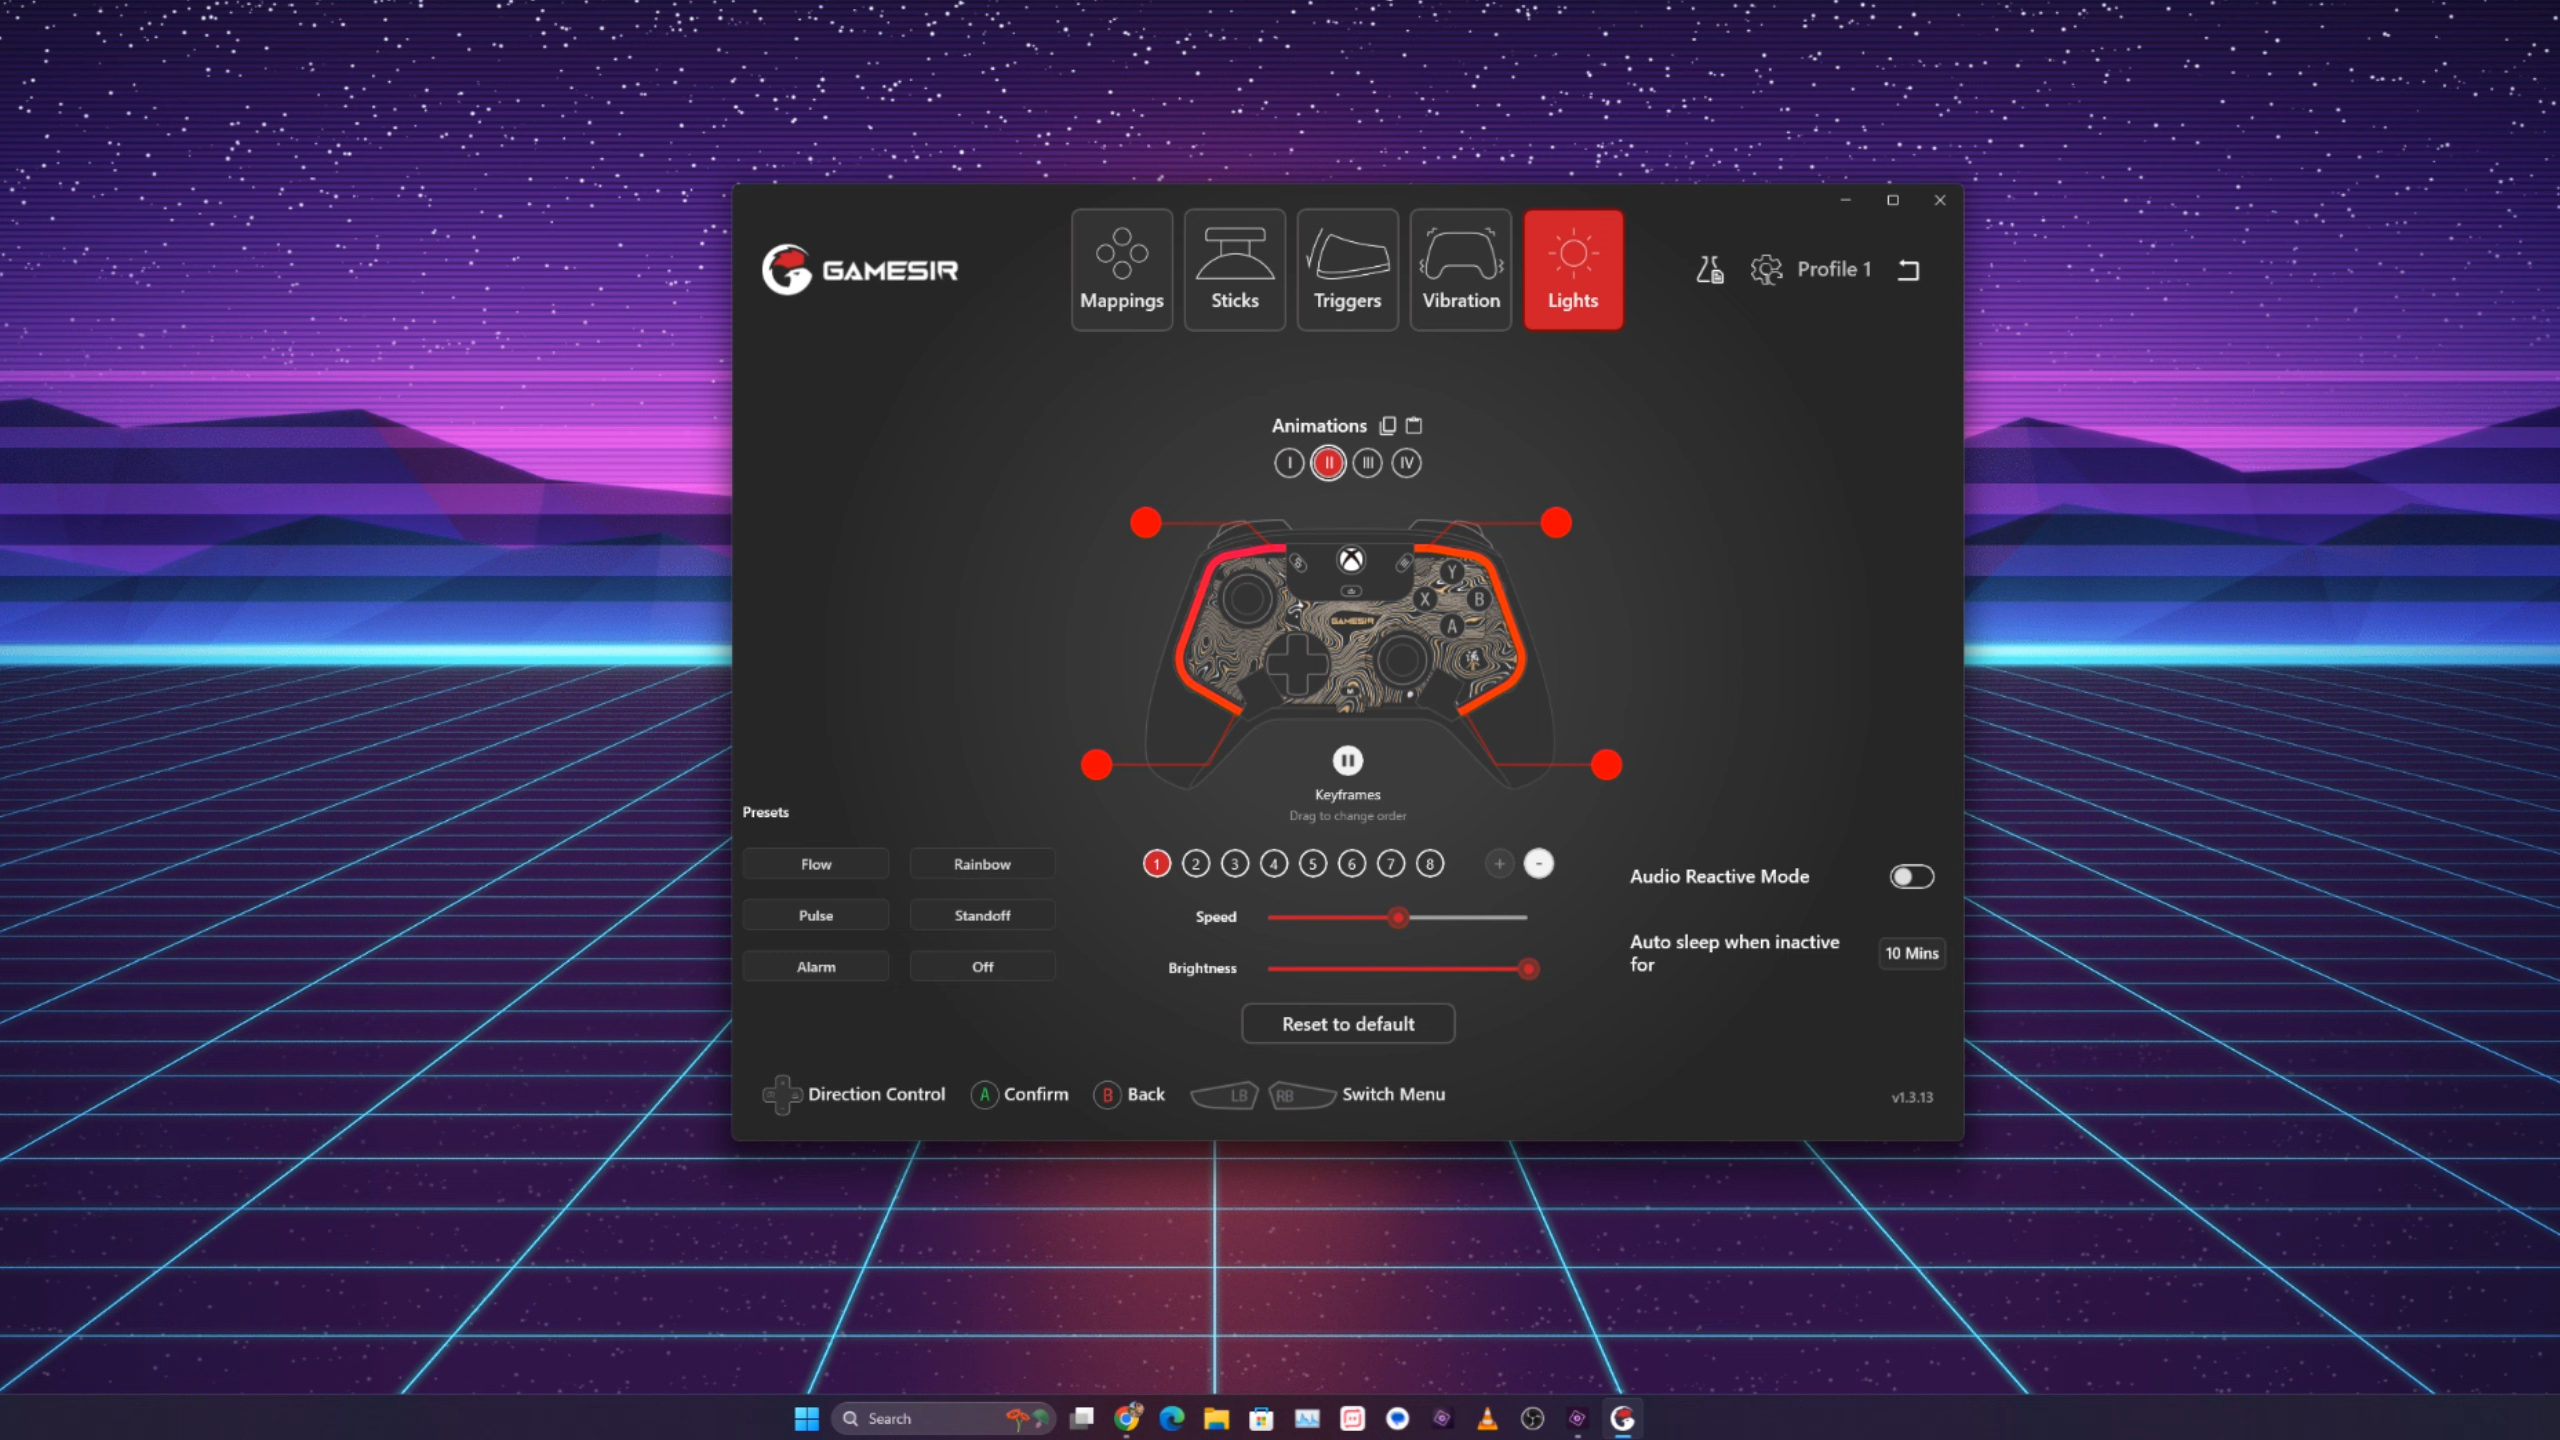 GAMESIR
Mappings
Sticks
Triggers
Vibration
Lights
Profile 1
Animations
I
II
III
IV
Y
X
B
A
GAMESIR
M
Keyframes
Drag to change order
Presets
Flow
Rainbow
Pulse
Standoff
Alarm
Off
1 2 3 4 5 6 7 8 + -
Speed
Brightness
Reset to default
Audio Reactive Mode
Auto sleep when inactive
for
10 Mins
Direction Control
A Confirm
B Back
LB RB Switch Menu
v1.3.13
Search